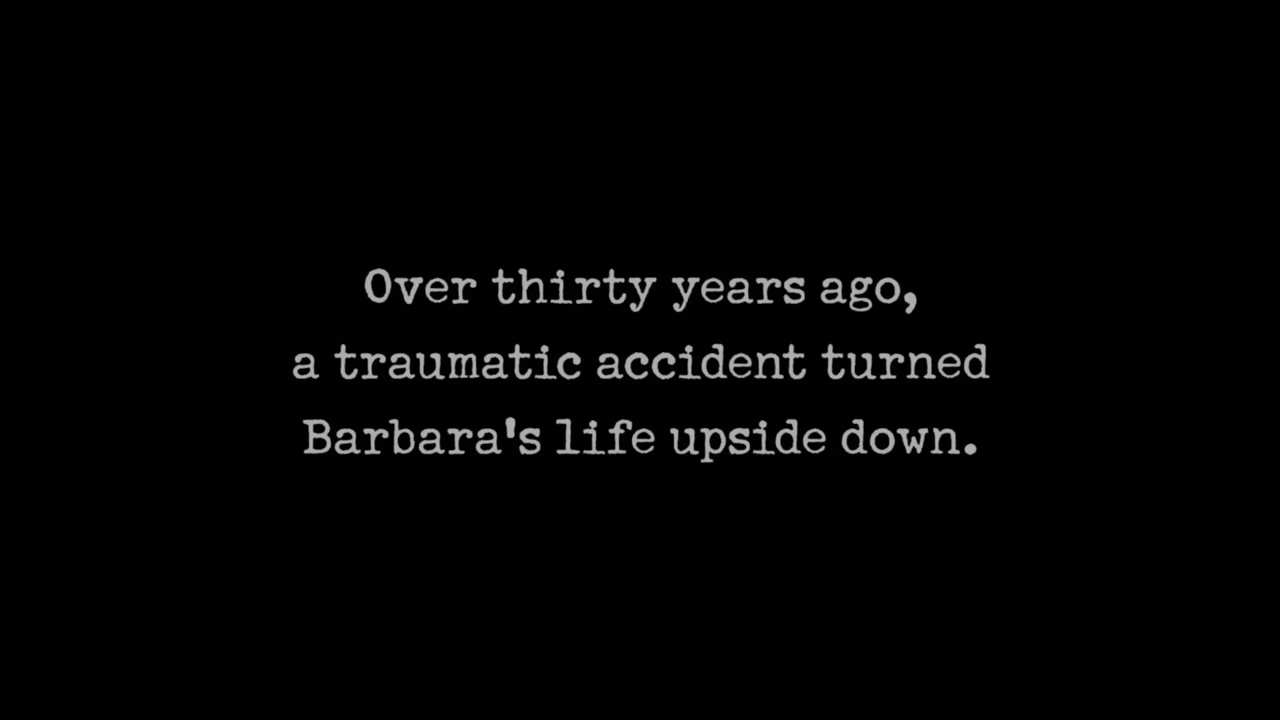 Over thirty years ago,
a traumatic accident turned
Barbara's life upside down.